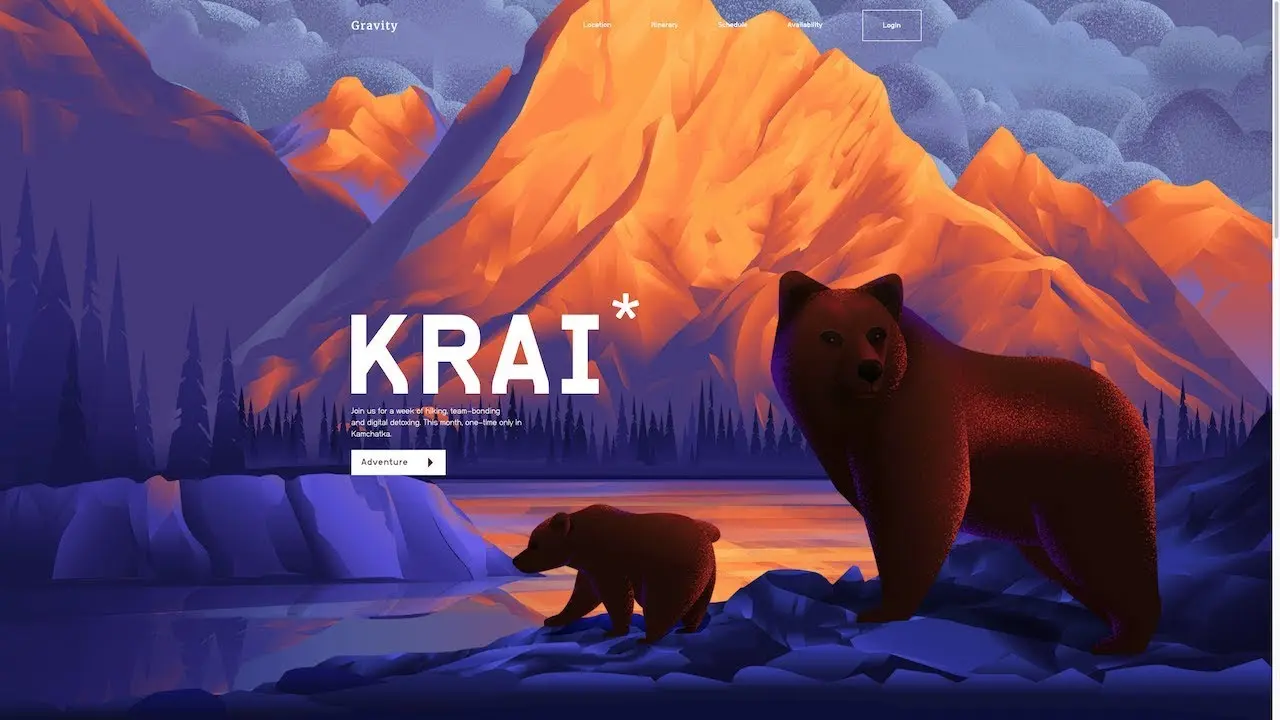 Gravity
Location Itinerary Schedule Availability Login
KRAI*
Join us for a week of hiking, team-bonding
and digital detoxing. This month, one-time only in
Kamchatka.
Adventure